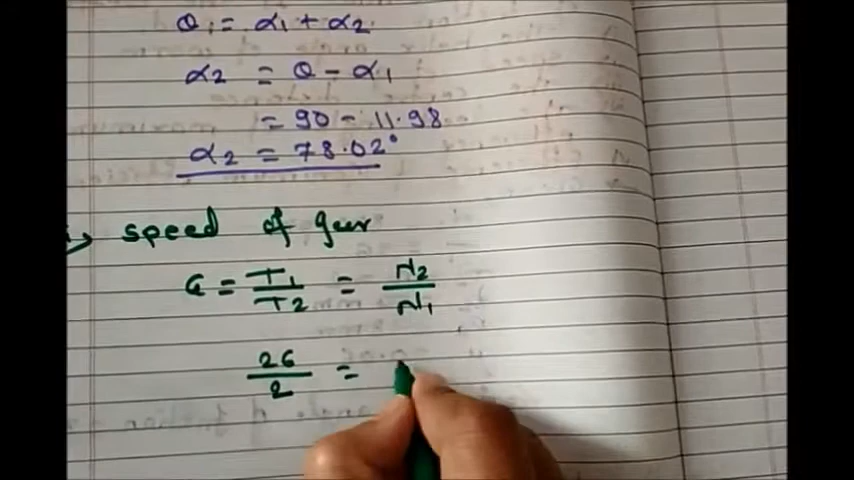 θ₁ = α₁ + α₂
α₂ = θ - α₁
= 90 - 11.98
α₂ = 78.02°
speed of gear
G = T₁/T₂ = N₂/N₁
26/2 =